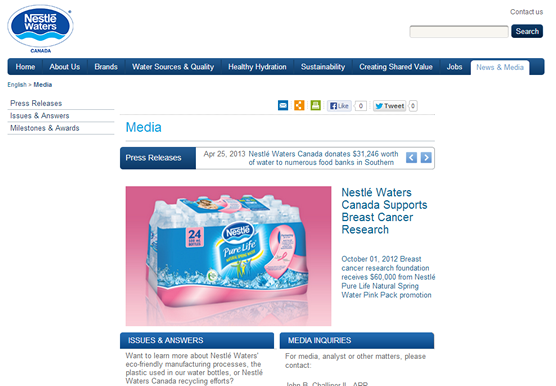 Nestlé
Waters
CANADA
Contact us
Search
Home
About Us
Brands
Water Sources & Quality
Healthy Hydration
Sustainability
Creating Shared Value
Jobs
News & Media
English » Media
Press Releases
Issues & Answers
Milestones & Awards
Like
0
Tweet
0
Media
Press Releases
Apr 25, 2013 Nestlé Waters Canada donates $31,246 worth
of water to numerous food banks in Southern
24
Nestlé
Pure Life
Nestlé Waters
Canada Supports
Breast Cancer
Research
October 01, 2012 Breast
cancer research foundation
receives $60,000 from Nestlé
Pure Life Natural Spring
Water Pink Pack promotion
ISSUES & ANSWERS
Want to learn more about Nestlé Waters'
eco-friendly manufacturing processes, the
plastic used in our water bottles, or Nestlé
Waters Canada recycling efforts?
MEDIA INQUIRIES
For media, analyst or other matters, please
contact:
John B. Challinor II, APR